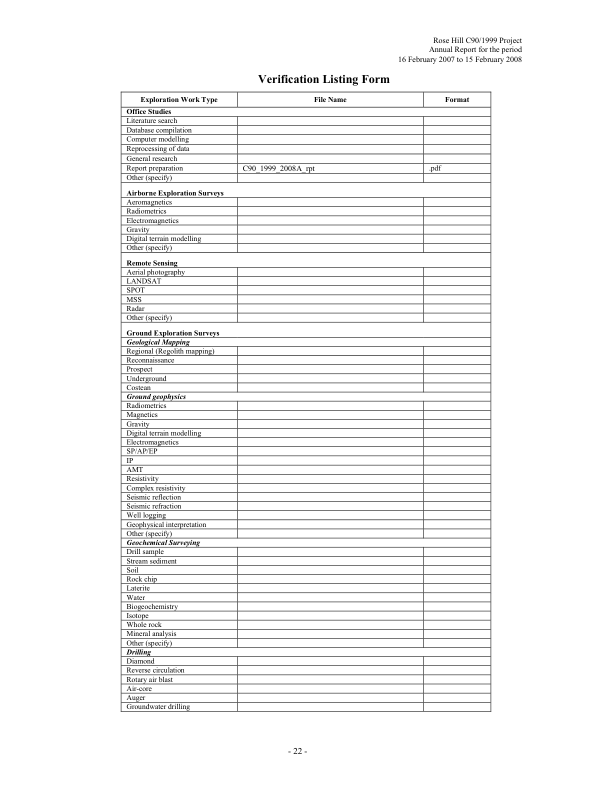 Rose Hill C90/1999 Project
Annual Report for the period
16 February 2007 to 15 February 2008
Verification Listing Form
Exploration Work Type File Name Format
Office Studies
Literature search
Database compilation
Computer modelling
Reprocessing of data
General research
Report preparation C90_1999_2008A_rpt .pdf
Other (specify)
Airborne Exploration Surveys
Aeromagnetics
Radiometrics
Electromagnetics
Gravity
Digital terrain modelling
Other (specify)
Remote Sensing
Aerial photography
LANDSAT
SPOT
MSS
Radar
Other (specify)
Ground Exploration Surveys
Geological Mapping
Regional (Regolith mapping)
Reconnaissance
Prospect
Underground
Costean
Ground geophysics
Radiometrics
Magnetics
Gravity
Digital terrain modelling
Electromagnetics
SP/AP/EP
IP
AMT
Resistivity
Complex resistivity
Seismic reflection
Seismic refraction
Well logging
Geophysical interpretation
Other (specify)
Geochemical Surveying
Drill sample
Stream sediment
Soil
Rock chip
Laterite
Water
Biogeochemistry
Isotope
Whole rock
Mineral analysis
Other (specify)
Drilling
Diamond
Reverse circulation
Rotary air blast
Air-core
Auger
Groundwater drilling
- 22 -